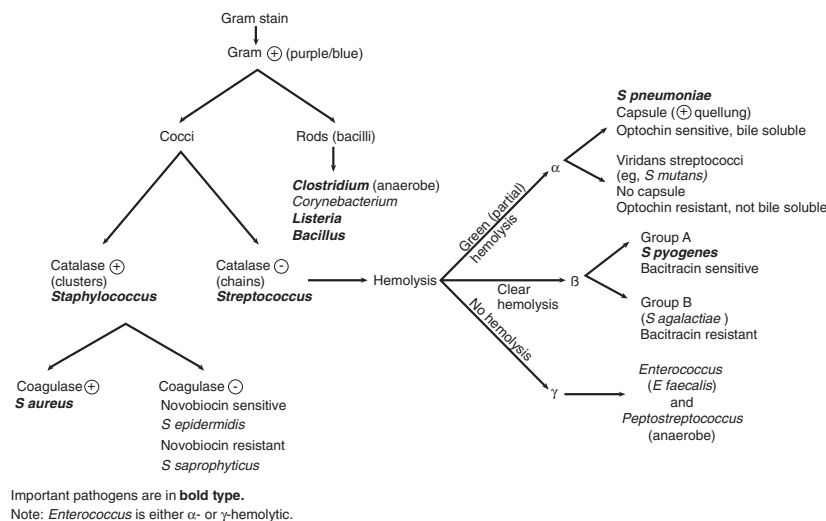 Gram stain
Gram ⊕ (purple/blue)
Cocci
Rods (bacilli)
Clostridium (anaerobe)
Corynebacterium
Listeria
Bacillus
Catalase ⊕
(clusters)
Staphylococcus
Catalase ⊖
(chains)
Streptococcus
Hemolysis
Green (partial)
hemolysis
α
S pneumoniae
Capsule (⊕ quellung)
Optochin sensitive, bile soluble
Viridans streptococci
(eg, S mutans)
No capsule
Optochin resistant, not bile soluble
Clear
hemolysis
β
Group A
S pyogenes
Bacitracin sensitive
Group B
(S agalactiae )
Bacitracin resistant
No hemolysis
γ
Enterococcus
(E faecalis)
and
Peptostreptococcus
(anaerobe)
Coagulase ⊕
S aureus
Coagulase ⊖
Novobiocin sensitive
S epidermidis
Novobiocin resistant
S saprophyticus
Important pathogens are in bold type.
Note: Enterococcus is either α- or γ-hemolytic.